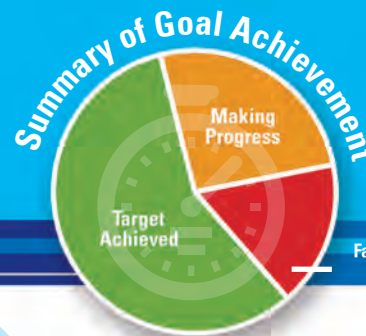 Summary of Goal Achievement
Making
Progress
Target
Achieved